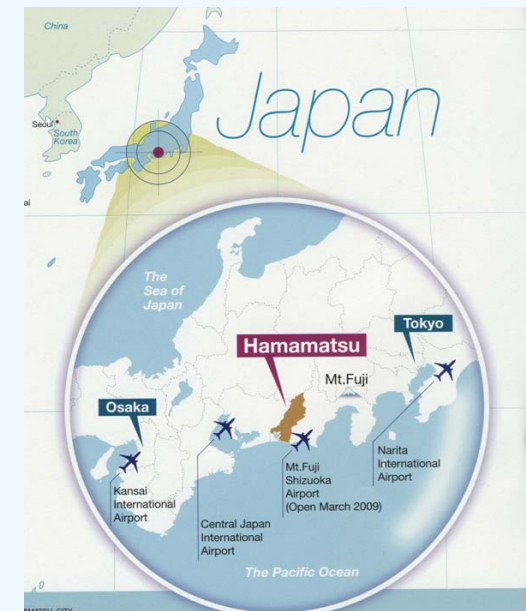 China
Japan
Seoul
South
Korea
ai
The
Sea of
Japan
Tokyo
Hamamatsu
Mt.Fuji
Osaka
Narita
International
Airport
Mt.Fuji
Shizuoka
Airport
(Open March 2009)
Kansai
International
Airport
Central Japan
International
Airport
The Pacific Ocean